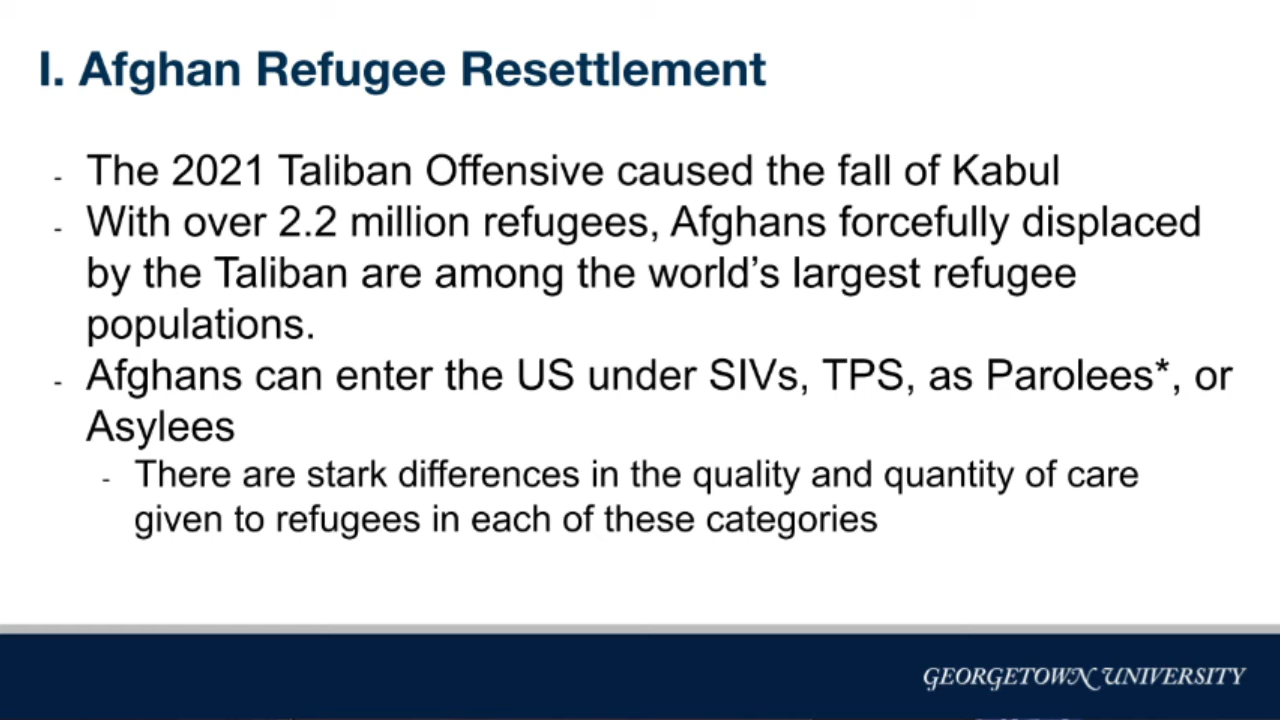 I. Afghan Refugee Resettlement
- The 2021 Taliban Offensive caused the fall of Kabul
- With over 2.2 million refugees, Afghans forcefully displaced
by the Taliban are among the world’s largest refugee
populations.
- Afghans can enter the US under SIVs, TPS, as Parolees*, or
Asylees
- There are stark differences in the quality and quantity of care
given to refugees in each of these categories
GEORGETOWN UNIVERSITY